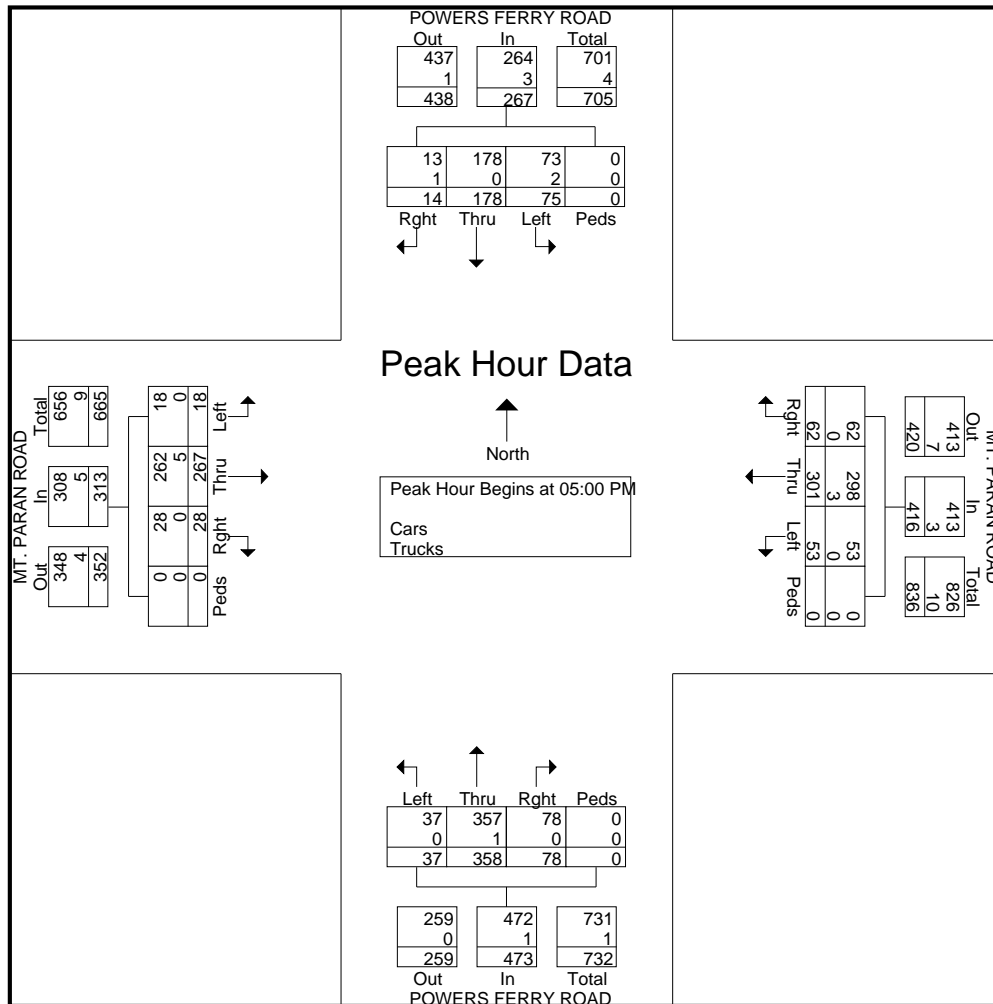 POWERS FERRY ROAD
Out In Total
437 264 701
1 3 4
438 267 705
13 178 73 0
1 0 2 0
14 178 75 0
Rght Thru Left Peds
Peak Hour Data
North
Peak Hour Begins at 05:00 PM
Cars
Trucks
MT. PARAN ROAD
Out In Total
348 308 656
4 5 9
352 313 665
0 28 262 18
0 0 5 0
0 28 267 18
Peds Rght Thru Left
MT. PARAN ROAD
Out In Total
413 413 826
7 3 10
420 416 836
62 298 53 0
0 3 0 0
62 301 53 0
Rght Thru Left Peds
Left Thru Rght Peds
37 357 78 0
0 1 0 0
37 358 78 0
259 472 731
0 1 1
259 473 732
Out In Total
POWERS FERRY ROAD